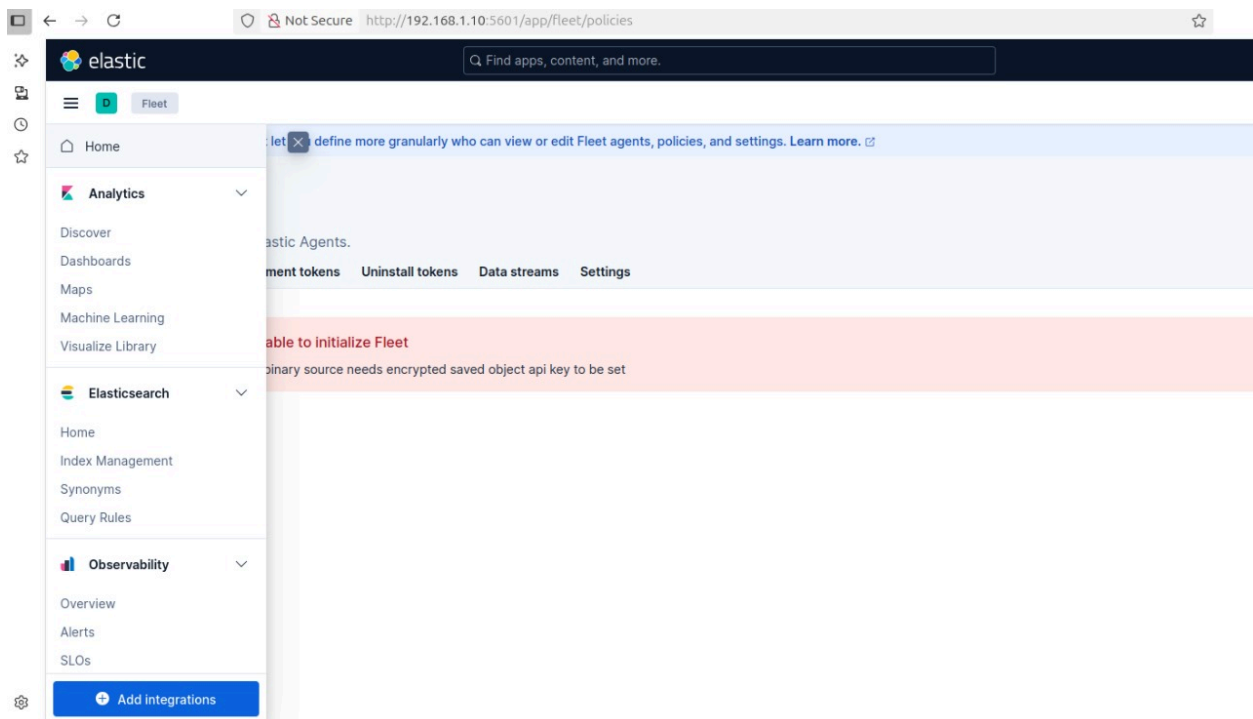 Not Secure http://192.168.1.10:5601/app/fleet/policies
elastic
Find apps, content, and more.
D Fleet
let define more granularly who can view or edit Fleet agents, policies, and settings. Learn more.
Home
Analytics
Discover
astic Agents.
Dashboards
ment tokens Uninstall tokens Data streams Settings
Maps
Machine Learning
able to initialize Fleet
Visualize Library
binary source needs encrypted saved object api key to be set
Elasticsearch
Home
Index Management
Synonyms
Query Rules
Observability
Overview
Alerts
SLOs
Add integrations